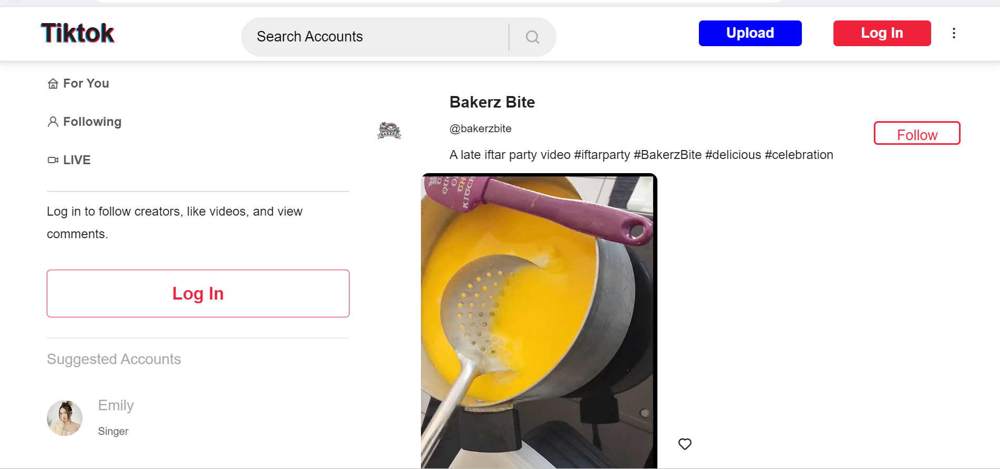 Tiktok
Search Accounts
Upload
Log In
For You
Following
LIVE
Log in to follow creators, like videos, and view
comments.
Log In
Suggested Accounts
Emily
Singer
Bakerz Bite
@bakerzbite
BAKERZ
Follow
A late iftar party video #iftarparty #BakerzBite #delicious #celebration